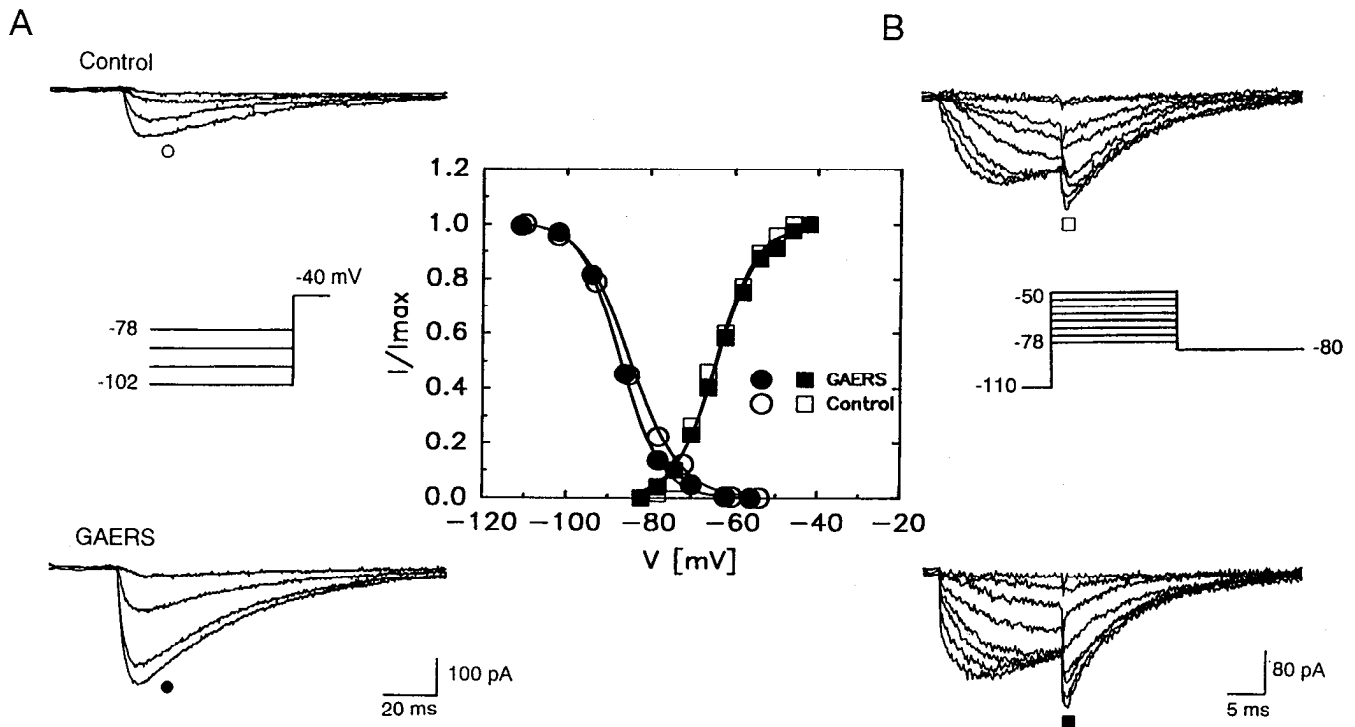 A
Control
-40 mV
-78
-102
GAERS
100 pA
20 ms
1.2
1.0
0.8
0.6
0.4
0.2
0.0
I/Imax
−120 −100 −80 −60 −40 −20
V [mV]
GAERS
Control
B
-50
-78
-110
-80
80 pA
5 ms